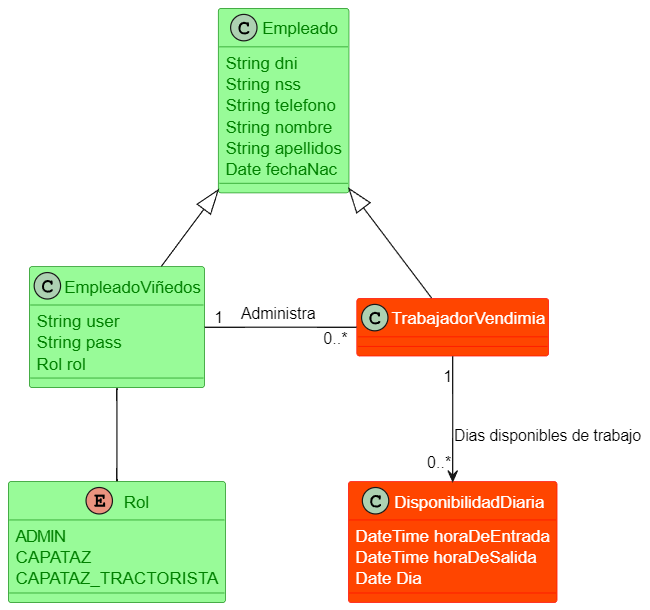 C Empleado
String dni
String nss
String telefono
String nombre
String apellidos
Date fechaNac
C EmpleadoViñedos
String user
String pass
Rol rol
1 Administra 0..*
C TrabajadorVendimia
1
Dias disponibles de trabajo
0..*
E Rol
ADMIN
CAPATAZ
CAPATAZ_TRACTORISTA
C DisponibilidadDiaria
DateTime horaDeEntrada
DateTime horaDeSalida
Date Dia